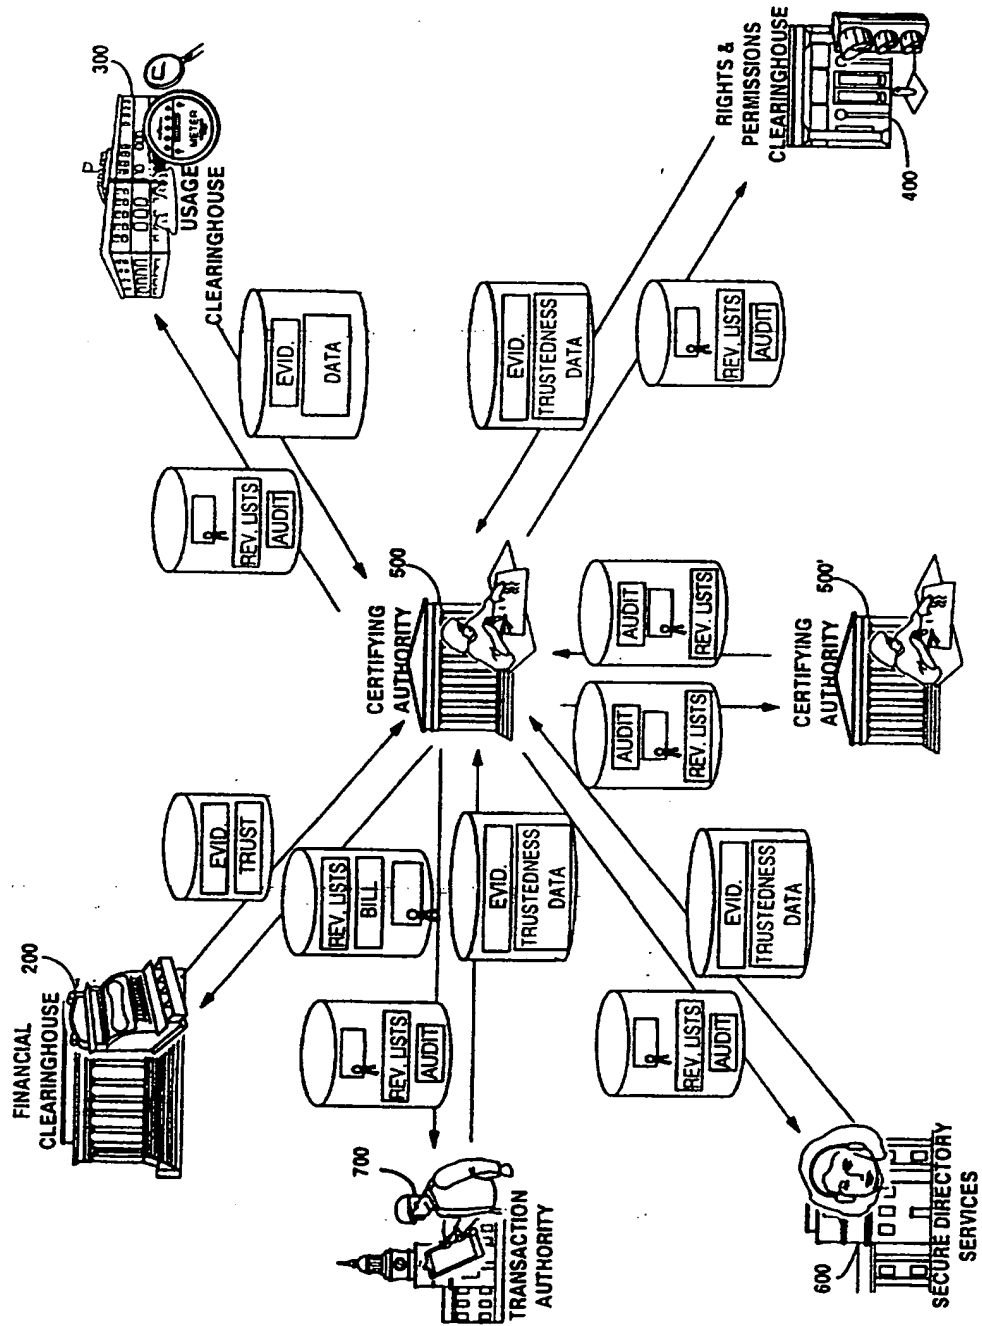 FINANCIAL
CLEARINGHOUSE
200
300
METER
USAGE
CLEARINGHOUSE
EVID.
TRUST
REV. LISTS
AUDIT
EVID.
DATA
REV. LISTS
BILL
700
TRANSACTION
AUTHORITY
REV. LISTS
AUDIT
EVID.
TRUSTEDNESS
DATA
CERTIFYING
AUTHORITY
500
EVID.
TRUSTEDNESS
DATA
RIGHTS &
PERMISSIONS
CLEARINGHOUSE
400
REV. LISTS
AUDIT
AUDIT
REV. LISTS
AUDIT
REV. LISTS
REV. LISTS
AUDIT
EVID.
TRUSTEDNESS
DATA
CERTIFYING
AUTHORITY
500'
600
SECURE DIRECTORY
SERVICES